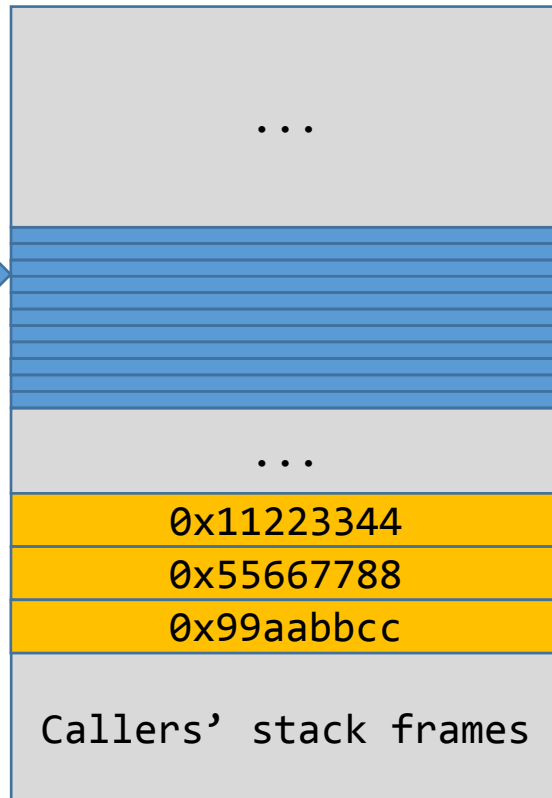 ...
...
0x11223344
0x55667788
0x99aabbcc
Callers’ stack frames